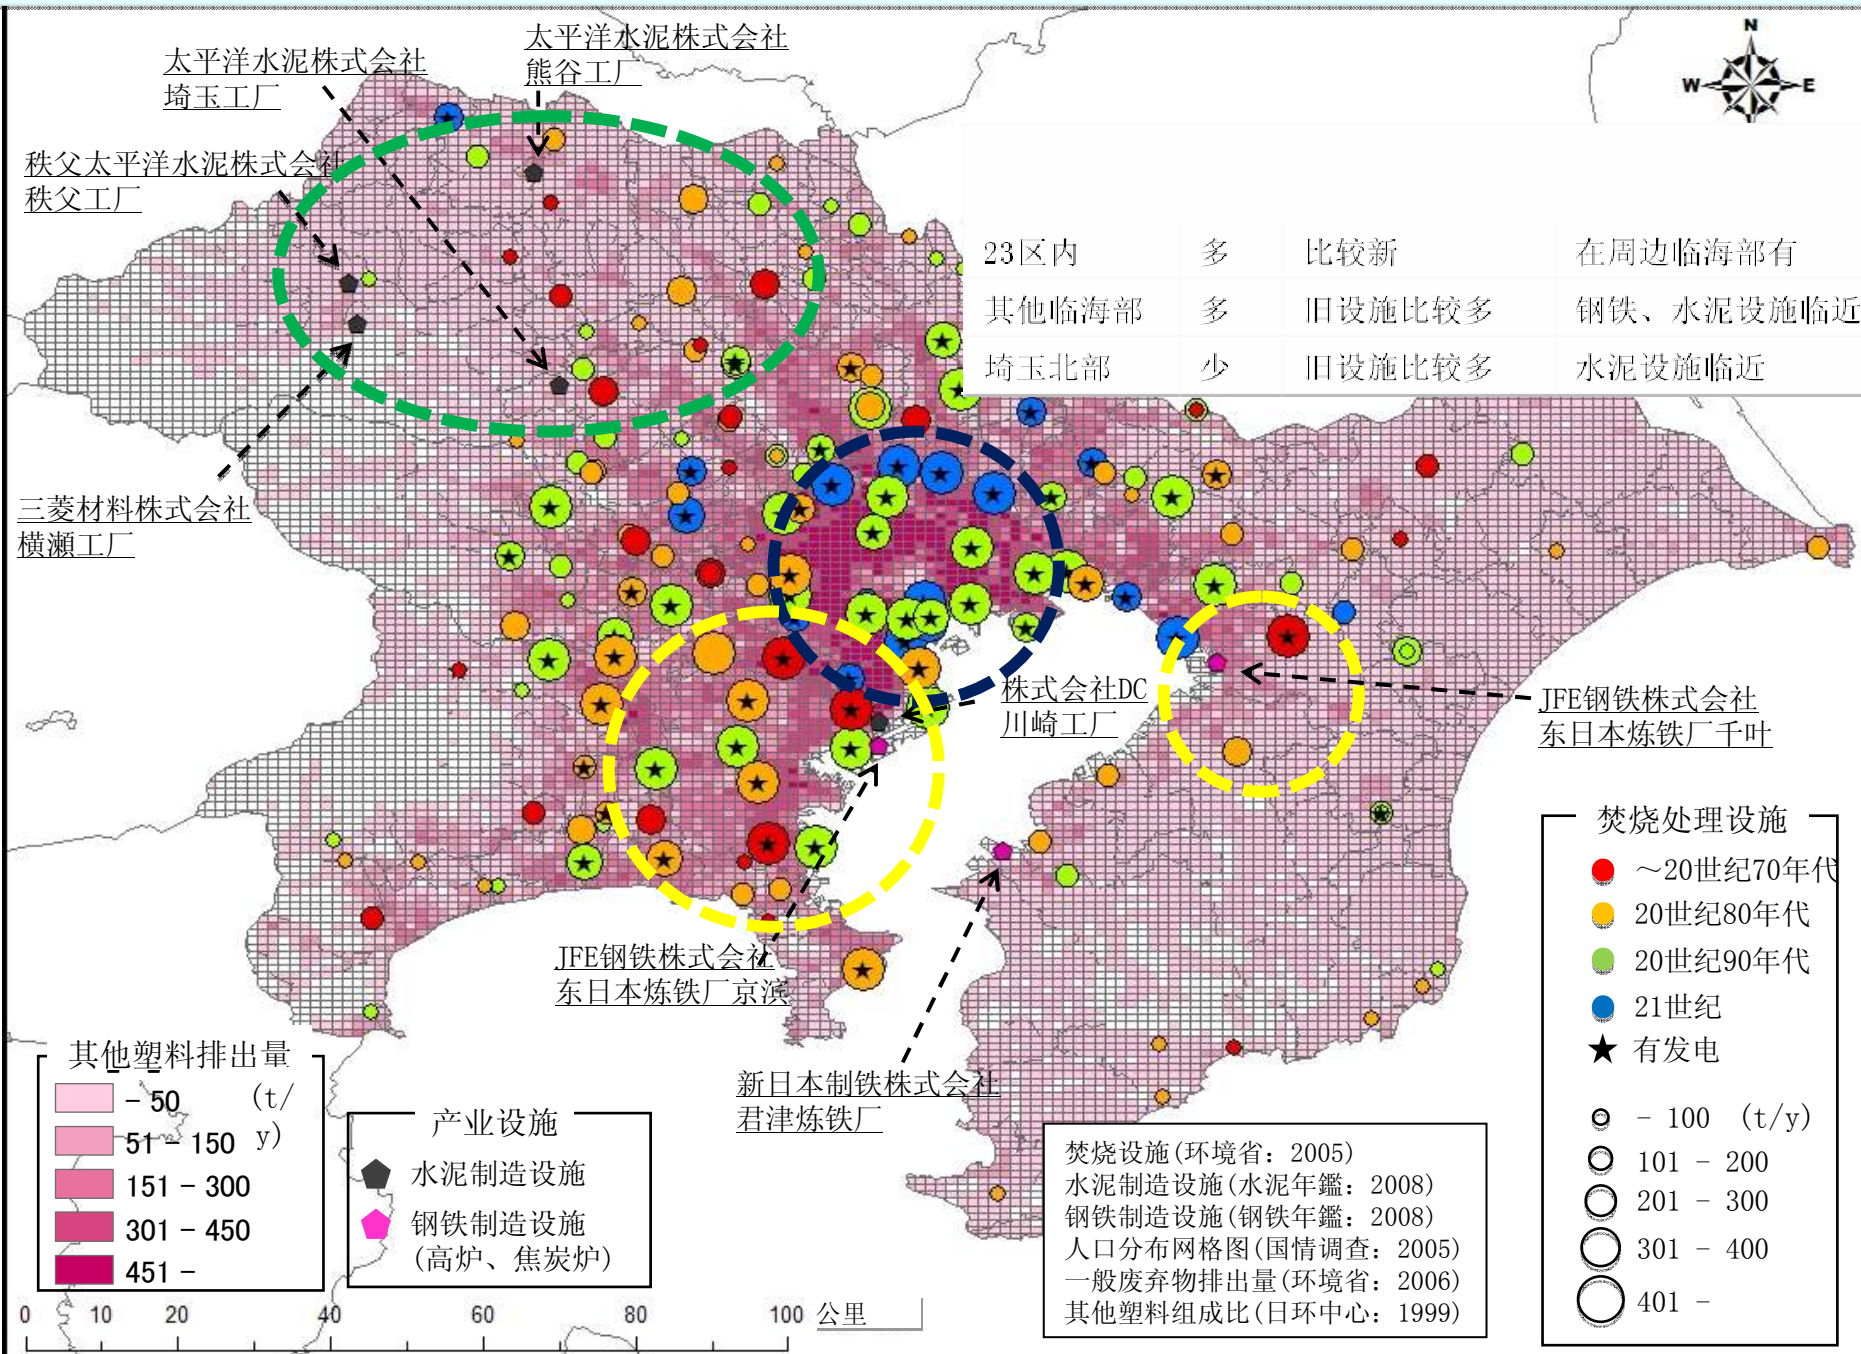 太平洋水泥株式会社
熊谷工厂
太平洋水泥株式会社
埼玉工厂
秩父太平洋水泥株式会社
秩父工厂
三菱材料株式会社
横瀬工厂
N
W
E
23区内 多 比较新 在周边临海部有
其他临海部 多 旧设施比较多 钢铁、水泥设施临近
埼玉北部 少 旧设施比较多 水泥设施临近
株式会社DC
川崎工厂
JFE钢铁株式会社
东日本炼铁厂千叶
JFE钢铁株式会社
东日本炼铁厂京滨
新日本制铁株式会社
君津炼铁厂
焚烧处理设施
～20世纪70年代
20世纪80年代
20世纪90年代
21世纪
有发电
- 100 (t/y)
101 - 200
201 - 300
301 - 400
401 -
其他塑料排出量
(t/
y)
- 50
51 - 150
151 - 300
301 - 450
451 -
产业设施
水泥制造设施
钢铁制造设施
(高炉、焦炭炉)
焚烧设施(环境省: 2005)
水泥制造设施(水泥年鑑: 2008)
钢铁制造设施(钢铁年鑑: 2008)
人口分布网格图(国情调查: 2005)
一般废弃物排出量(环境省: 2006)
其他塑料组成比(日环中心: 1999)
0 10 20 40 60 80 100 公里